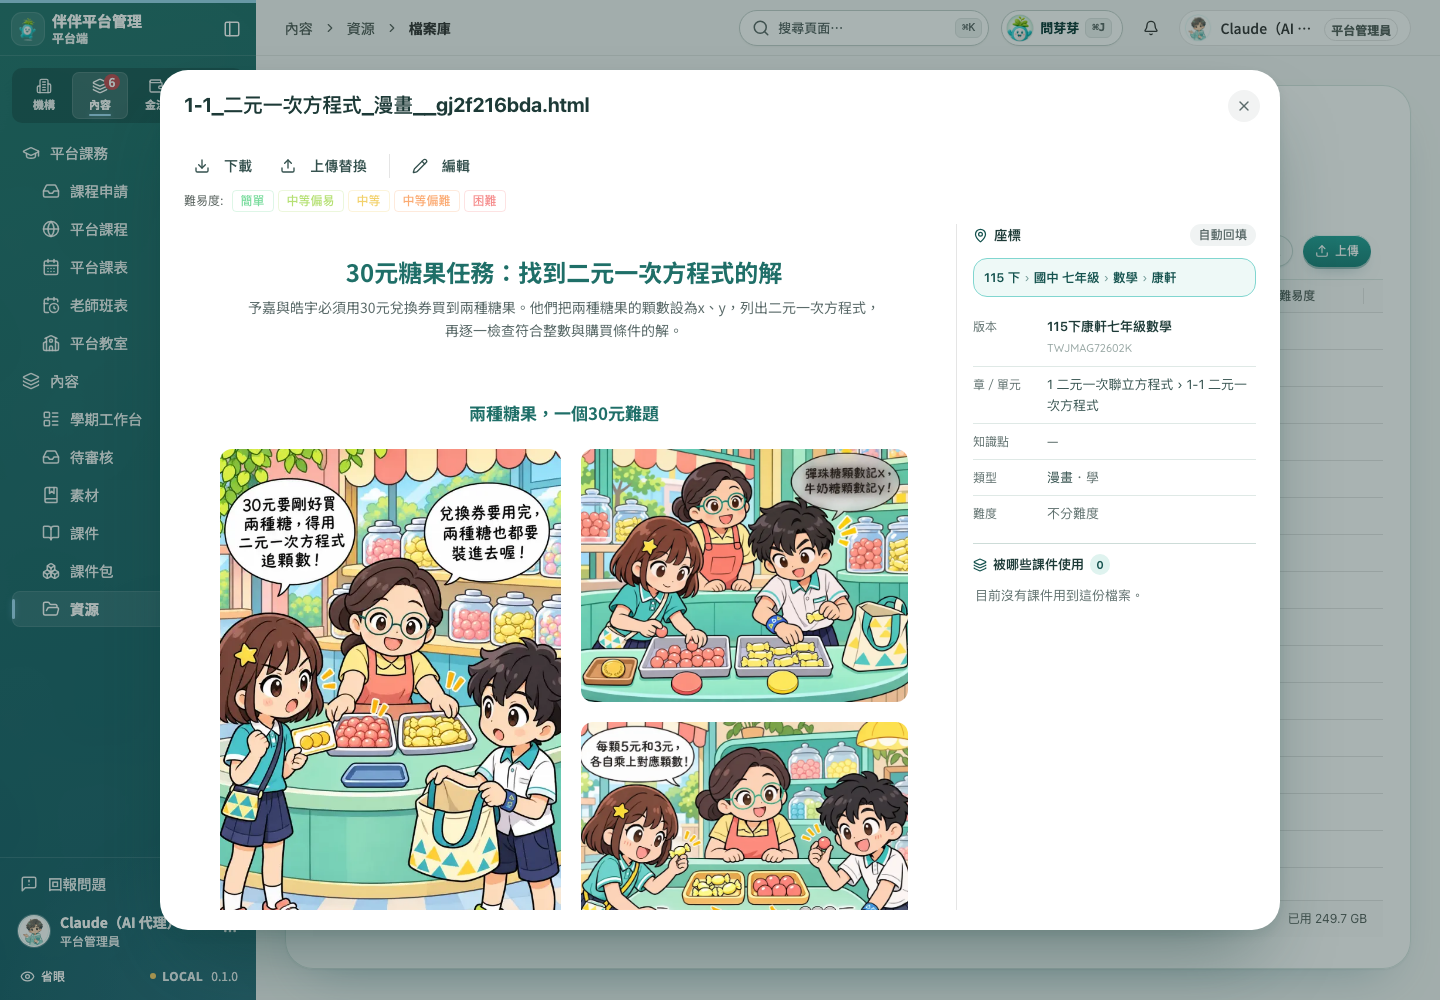 伴伴平台管理
平台端
內容 › 資源 › 檔案庫
搜尋頁面⋯
⌘K
問芽芽
⌘J
Claude（AI ⋯
平台管理員
機構
內容
6
平台課務
課程申請
平台課程
平台課表
老師班表
平台教室
內容
學期工作台
待審核
素材
課件
課件包
資源
回報問題
Claude（AI 代理
平台管理員
省眼
LOCAL 0.1.0
上傳
難易度
已用 249.7 GB
1-1_二元一次方程式_漫畫__gj2f216bda.html
下載
上傳替換
編輯
難易度:
簡單
中等偏易
中等
中等偏難
困難
30元糖果任務：找到二元一次方程式的解
予嘉與皓宇必須用30元兌換券買到兩種糖果。他們把兩種糖果的顆數設為x、y，列出二元一次方程式，
再逐一檢查符合整數與購買條件的解。
兩種糖果，一個30元難題
30元要剛好買
兩種糖，得用
二元一次方程式
追顆數！
兌換券要用完，
兩種糖也都要
裝進去喔！
彈珠糖顆數記x，
牛奶糖顆數記y！
每顆5元和3元，
各自乘上對應顆數！
座標
自動回填
115 下 › 國中 七年級 › 數學 › 康軒
版本
115下康軒七年級數學
TWJMAG72602K
章 / 單元
1 二元一次聯立方程式 › 1-1 二元一
次方程式
知識點
—
類型
漫畫 · 學
難度
不分難度
被哪些課件使用
0
目前沒有課件用到這份檔案。